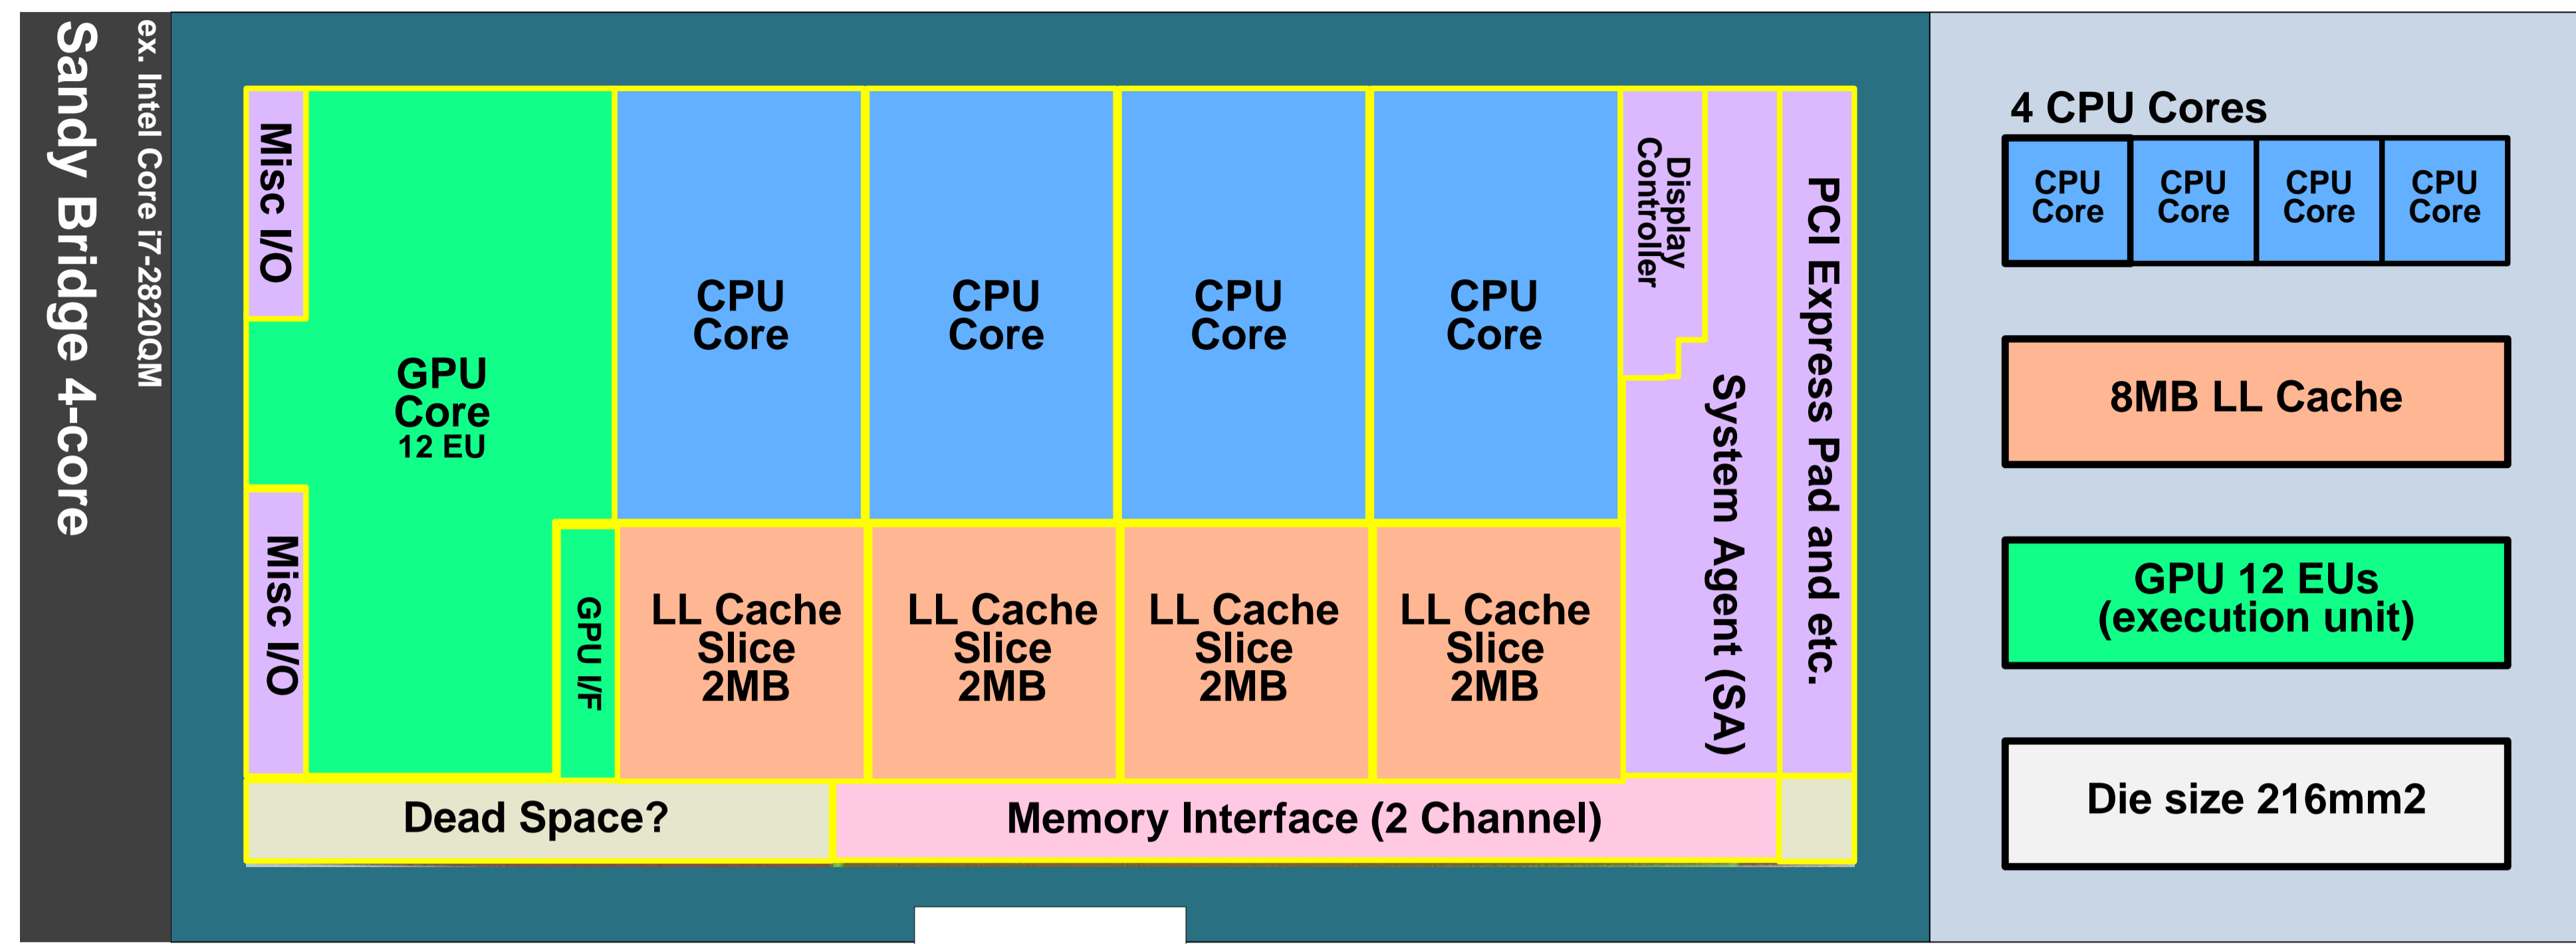 Sandy Bridge 4-core
ex. Intel Core i7-2820QM
Misc I/O
Misc I/O
GPU
Core
12 EU
GPU I/F
CPU
Core
CPU
Core
CPU
Core
CPU
Core
LL Cache
Slice
2MB
LL Cache
Slice
2MB
LL Cache
Slice
2MB
LL Cache
Slice
2MB
Display
Controller
System Agent (SA)
PCI Express Pad and etc.
Dead Space?
Memory Interface (2 Channel)
4 CPU Cores
CPU
Core
CPU
Core
CPU
Core
CPU
Core
8MB LL Cache
GPU 12 EUs
(execution unit)
Die size 216mm2